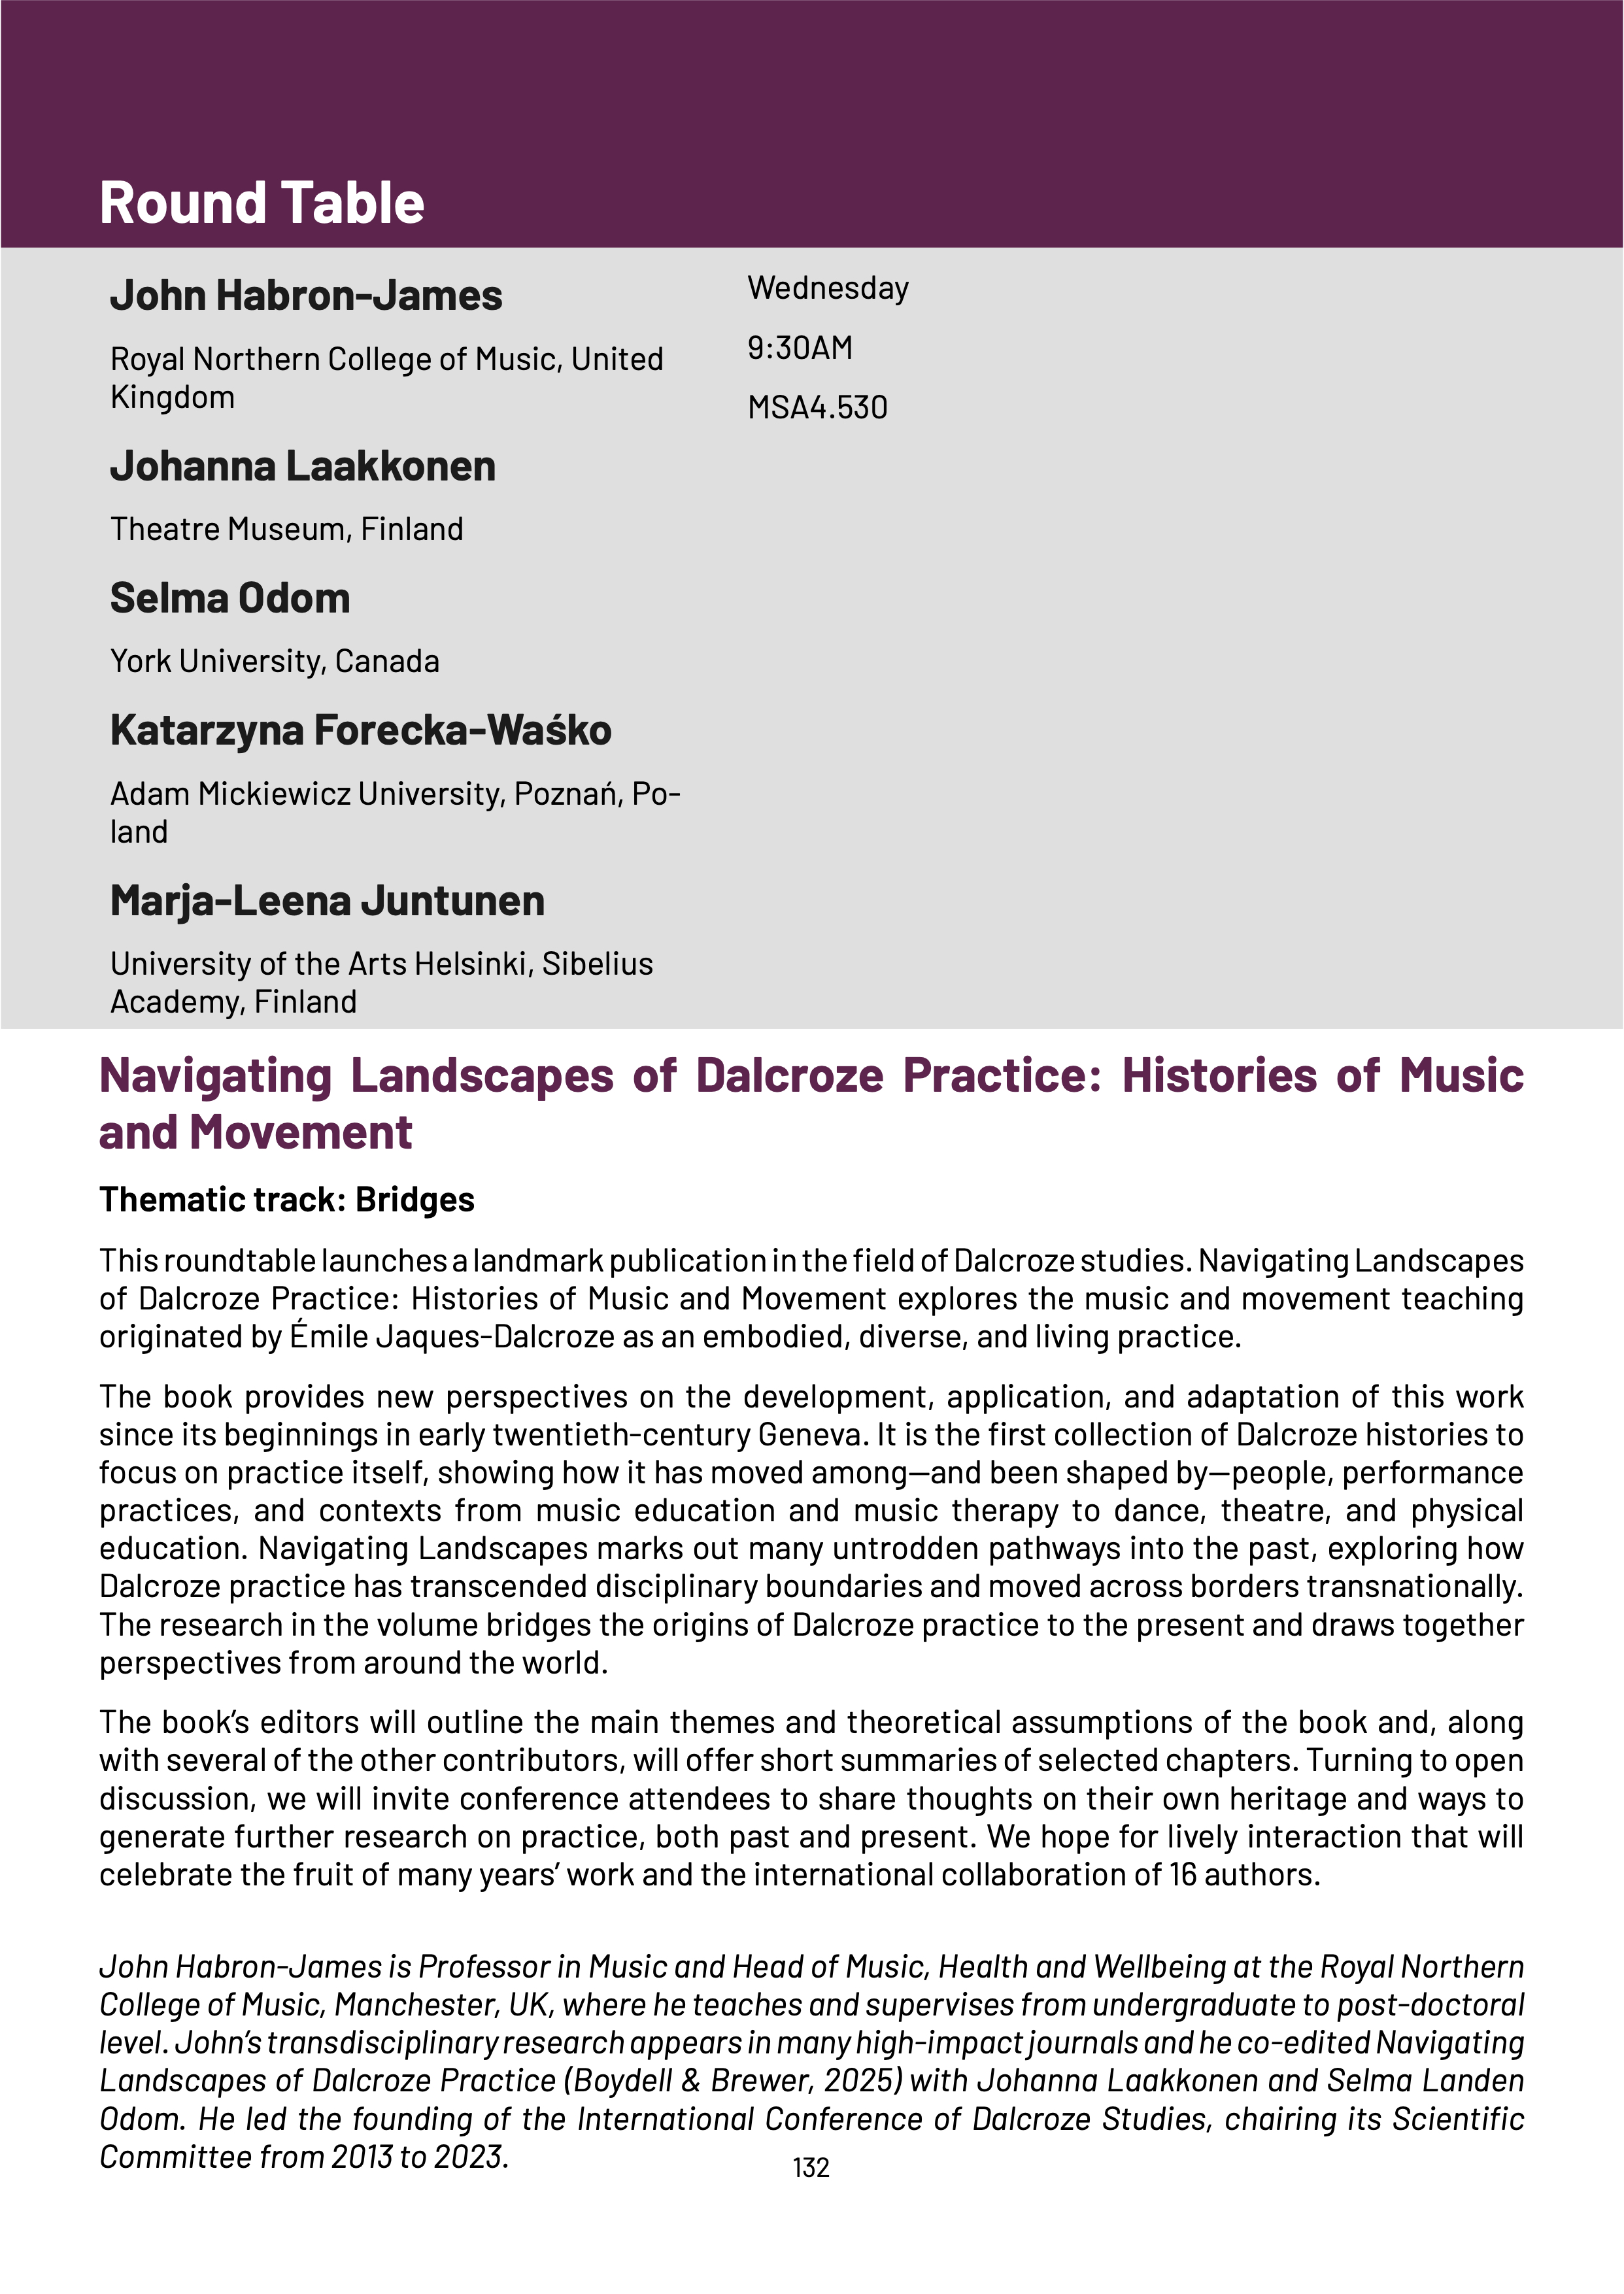 Round Table
John Habron-James
Royal Northern College of Music, United
Kingdom
Johanna Laakkonen
Theatre Museum, Finland
Selma Odom
York University, Canada
Katarzyna Forecka-Waśko
Adam Mickiewicz University, Poznań, Po-
land
Marja-Leena Juntunen
University of the Arts Helsinki, Sibelius
Academy, Finland
Wednesday
9:30AM
MSA4.530
Navigating Landscapes of Dalcroze Practice: Histories of Music
and Movement
Thematic track: Bridges
This roundtable launches a landmark publication in the field of Dalcroze studies. Navigating Landscapes
of Dalcroze Practice: Histories of Music and Movement explores the music and movement teaching
originated by Émile Jaques-Dalcroze as an embodied, diverse, and living practice.
The book provides new perspectives on the development, application, and adaptation of this work
since its beginnings in early twentieth-century Geneva. It is the first collection of Dalcroze histories to
focus on practice itself, showing how it has moved among—and been shaped by—people, performance
practices, and contexts from music education and music therapy to dance, theatre, and physical
education. Navigating Landscapes marks out many untrodden pathways into the past, exploring how
Dalcroze practice has transcended disciplinary boundaries and moved across borders transnationally.
The research in the volume bridges the origins of Dalcroze practice to the present and draws together
perspectives from around the world.
The book’s editors will outline the main themes and theoretical assumptions of the book and, along
with several of the other contributors, will offer short summaries of selected chapters. Turning to open
discussion, we will invite conference attendees to share thoughts on their own heritage and ways to
generate further research on practice, both past and present. We hope for lively interaction that will
celebrate the fruit of many years’ work and the international collaboration of 16 authors.
John Habron-James is Professor in Music and Head of Music, Health and Wellbeing at the Royal Northern
College of Music, Manchester, UK, where he teaches and supervises from undergraduate to post-doctoral
level. John’s transdisciplinary research appears in many high-impact journals and he co-edited Navigating
Landscapes of Dalcroze Practice (Boydell & Brewer, 2025) with Johanna Laakkonen and Selma Landen
Odom. He led the founding of the International Conference of Dalcroze Studies, chairing its Scientific
Committee from 2013 to 2023.
132